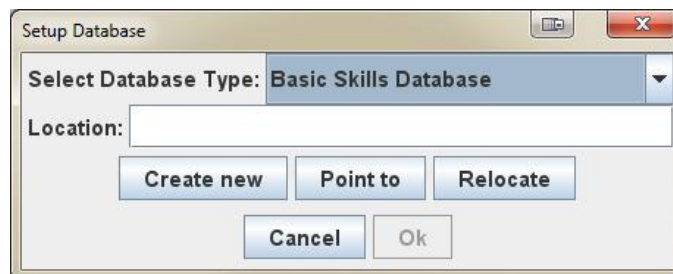 Setup Database
Select Database Type: Basic Skills Database
Location:
Create new Point to Relocate
Cancel Ok